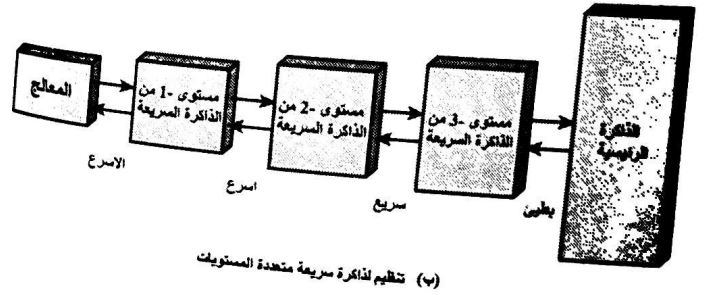 المعالج
مستوى -1 من
الذاكرة السريعة
مستوى -2 من
الذاكرة السريعة
مستوى -3 من
الذاكرة السريعة
الذاكرة
الرئيسية
الاسرع
اسرع
سريع
بطيئ
(ب) تنظيم لذاكرة سريعة متعددة المستويات